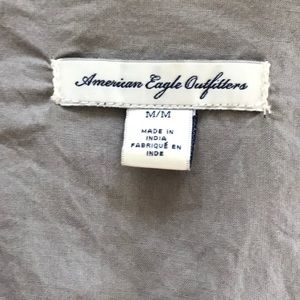 American Eagle Outfitters
M/M
MADE IN
INDIA
FABRIQUÉ EN
INDE